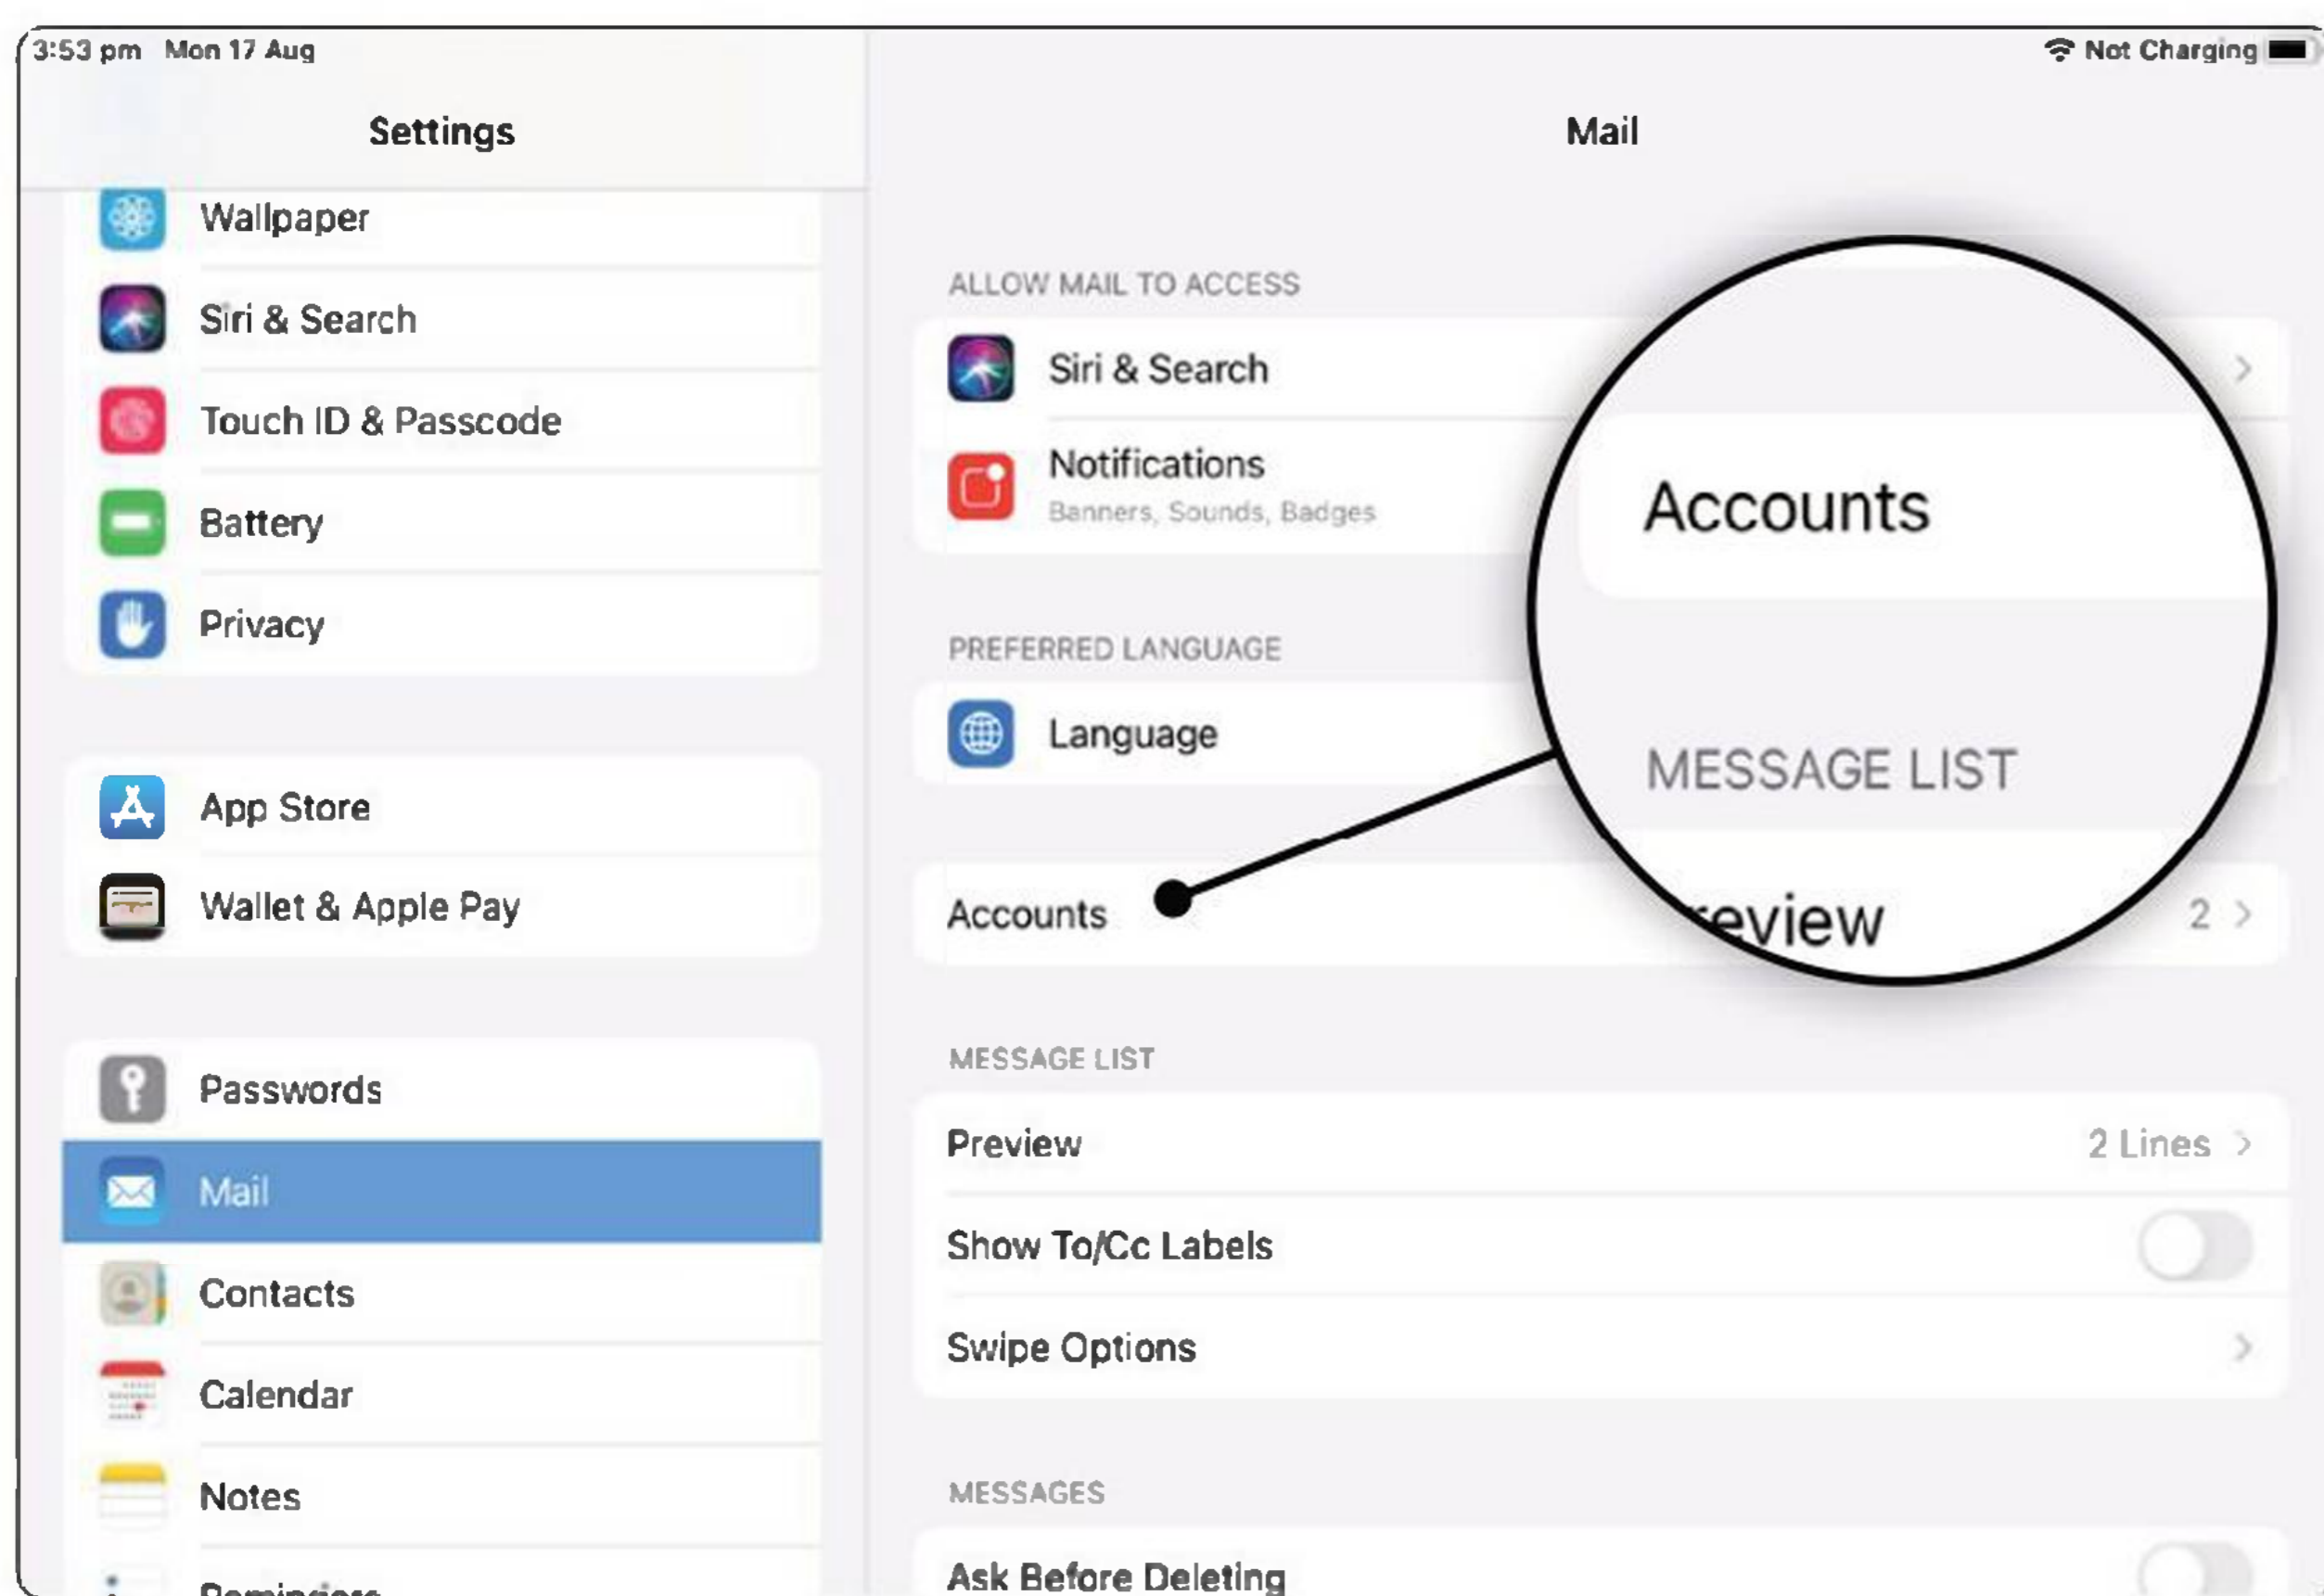 3:53 pm Mon 17 Aug
Not Charging
Settings
Wallpaper
Siri & Search
Touch ID & Passcode
Battery
Privacy
App Store
Wallet & Apple Pay
Passwords
Mail
Contacts
Calendar
Notes
Reminders
Mail
ALLOW MAIL TO ACCESS
Siri & Search
Notifications
Banners, Sounds, Badges
PREFERRED LANGUAGE
Language
Accounts 2
MESSAGE LIST
Preview 2 Lines
Show To/Cc Labels
Swipe Options
MESSAGES
Ask Before Deleting
Accounts
MESSAGE LIST
review